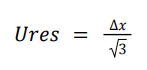 Ures = Δx/√3